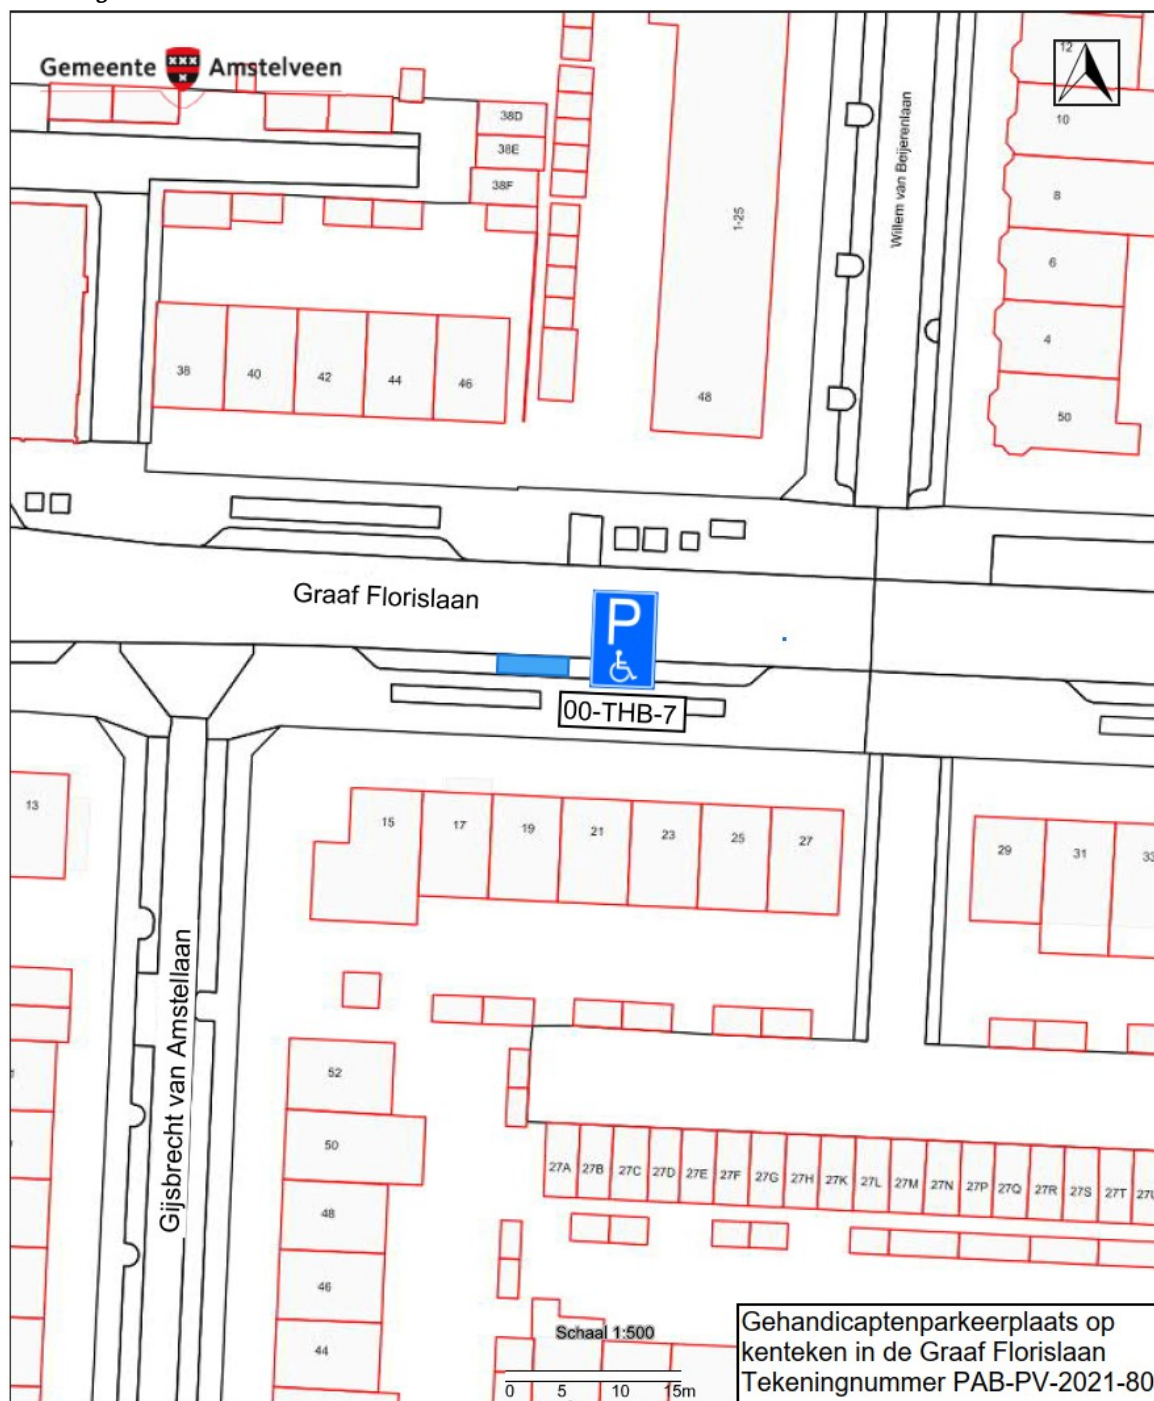 Gemeente Amstelveen
12
10
8
6
4
50
38D
38E
38F
1-25
Willem van Beijerenlaan
38
40
42
44
46
48
Graaf Florislaan
P
00-THB-7
13
15
17
19
21
23
25
27
29
31
33
Gijsbrecht van Amstellaan
52
50
48
46
44
27A
27B
27C
27D
27E
27F
27G
27H
27K
27L
27M
27N
27P
27Q
27R
27S
27T
Schaal 1:500
0 5 10 15m
Gehandicaptenparkeerplaats op
kenteken in de Graaf Florislaan
Tekeningnummer PAB-PV-2021-80